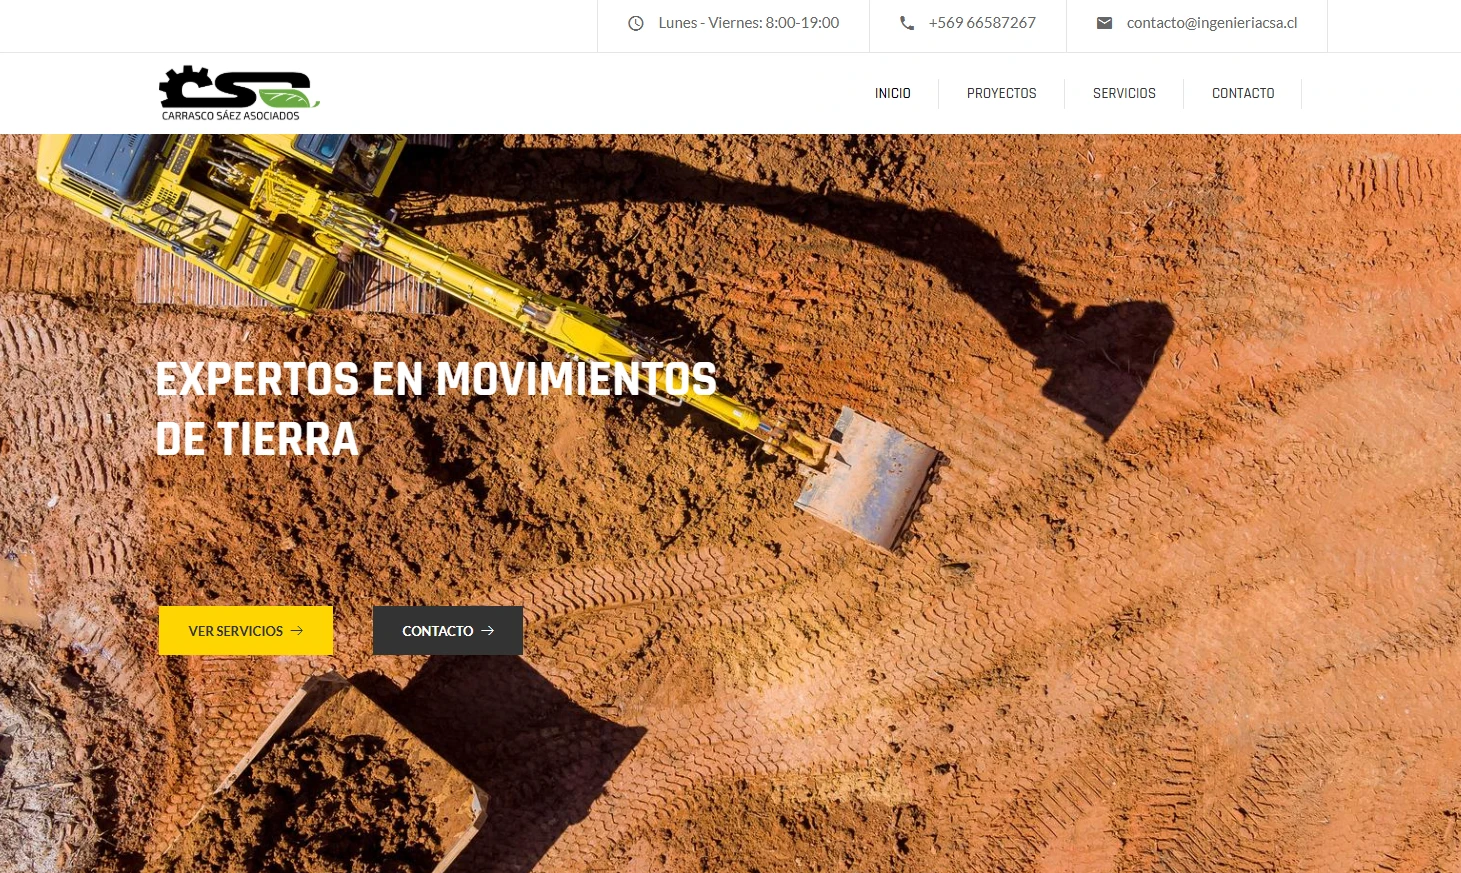 Lunes - Viernes: 8:00-19:00
+569 66587267
contacto@ingenieriacsa.cl
CSa
CARRASCO SÁEZ ASOCIADOS
INICIO
PROYECTOS
SERVICIOS
CONTACTO
EXPERTOS EN MOVIMIENTOS
DE TIERRA
VER SERVICIOS
CONTACTO